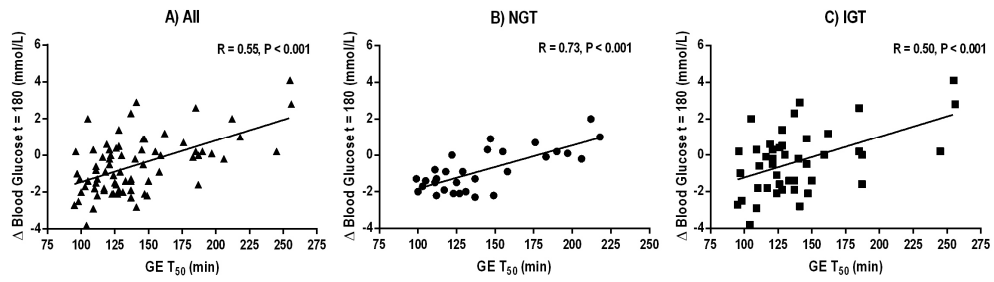 A) All
R = 0.55, P < 0.001
Δ Blood Glucose t = 180 (mmol/L)
6
4
2
0
-2
-4
75 100 125 150 175 200 225 250 275
GE T50 (min)
B) NGT
R = 0.73, P < 0.001
Δ Blood Glucose t = 180 (mmol/L)
6
4
2
0
-2
-4
75 100 125 150 175 200 225 250
GE T50 (min)
C) IGT
R = 0.50, P < 0.001
Δ Blood Glucose t = 180 (mmol/L)
6
4
2
0
-2
-4
75 100 125 150 175 200 225 250 275
GE T50 (min)